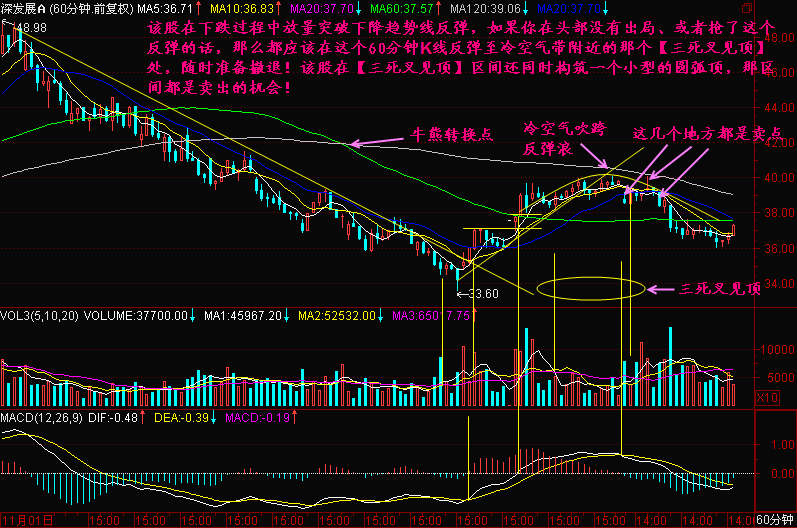 深发展A (60分钟,前复权) MA5:36.71↑ MA10:36.83↑ MA20:37.70↓ MA60:37.57↑ MA120:39.06↓ MA20:37.70↓
49.98
该股在下跌过程中放量突破下降趋势线反弹，如果你在头部没有出局、或者抢了这个
反弹的话，那么都应该在这个60分钟K线反弹至冷空气带附近的那个【三死叉见顶】
处，随时准备撤退！该股在【三死叉见顶】区间还同时构筑一个小型的圆弧顶，那区
间都是卖出的机会！
48.00
46.00
44.00
42.00
40.00
38.00
36.00
34.00
牛熊转换点
冷空气吹跨
反弹浪
这几个地方都是卖点
三死叉见顶
←33.60
VOL3(5,10,20) VOLUME:37700.00↓ MA1:45967.20↓ MA2:52532.00↓ MA3:65017.75↑
10000
5000
X10
MACD(12,26,9) DIF:-0.48↑ DEA:-0.39↓ MACD:-0.19↑
1.00
0.00
11月01日 15:00 15:00 15:00 15:00 15:00 15:00 15:00 15:00 15:00 15:00 15:00 15:00 14:00 14:00 14:00 60分钟